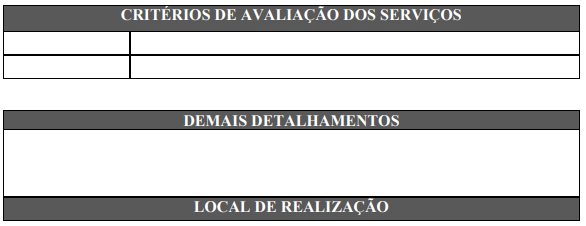 CRITÉRIOS DE AVALIAÇÃO DOS SERVIÇOS
DEMAIS DETALHAMENTOS
LOCAL DE REALIZAÇÃO